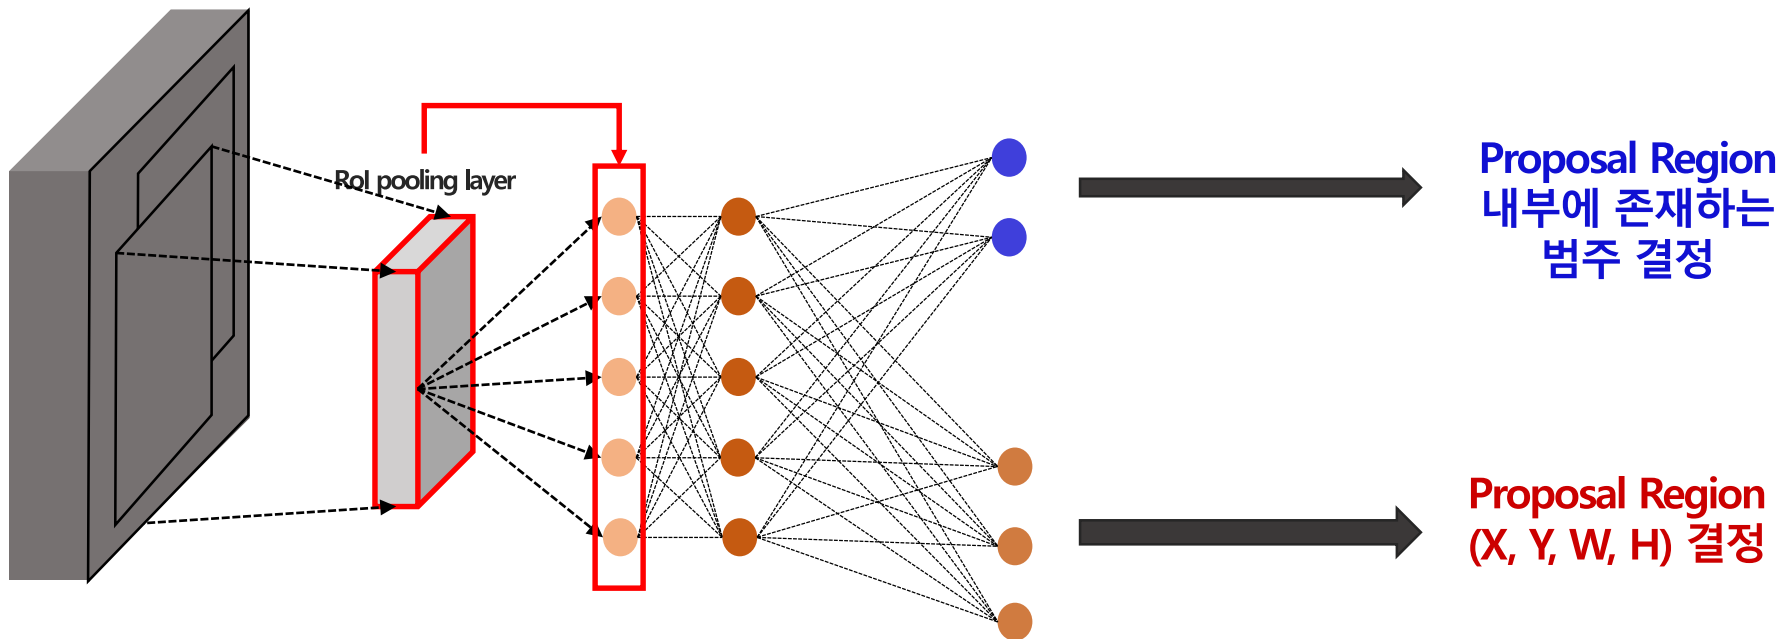 RoI pooling layer
Proposal Region
내부에 존재하는
범주 결정
Proposal Region
(X, Y, W, H) 결정